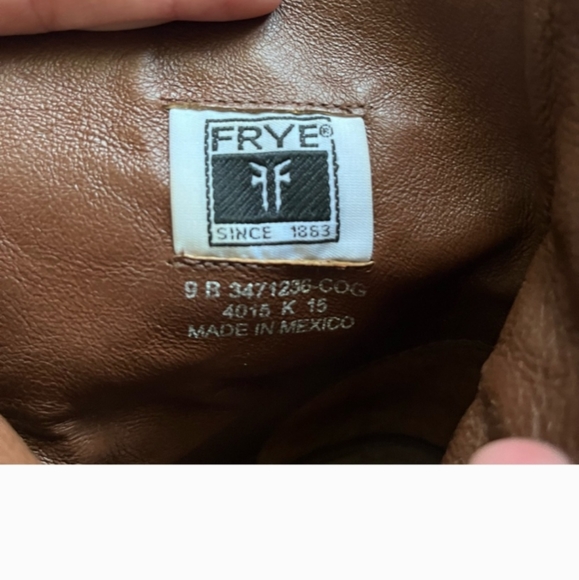 FRYE®
SINCE 1863
9 B 3471236-COG
4015 K 15
MADE IN MEXICO